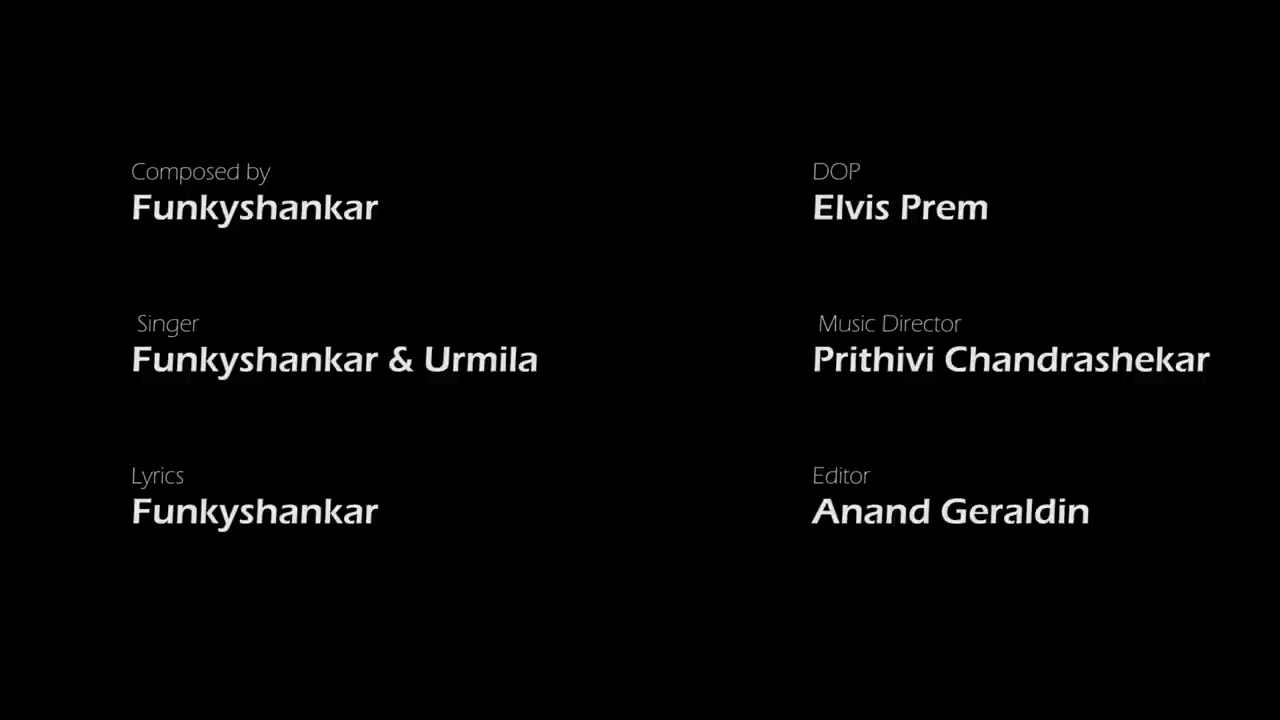 Composed by
Funkyshankar
Singer
Funkyshankar & Urmila
Lyrics
Funkyshankar
DOP
Elvis Prem
Music Director
Prithivi Chandrashekar
Editor
Anand Geraldin